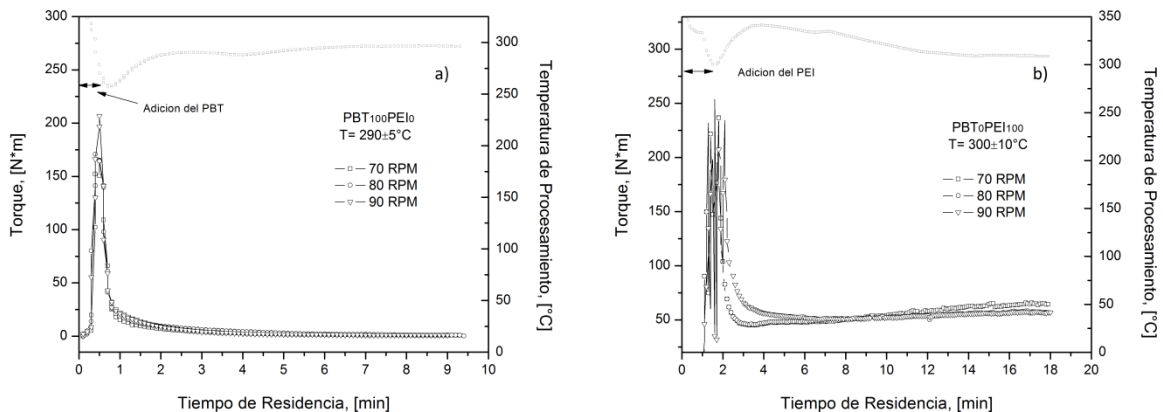 a)
Adicion del PBT
PBT100PEI0
T= 290±5°C
70 RPM
80 RPM
90 RPM
Torque, [N*m]
300
250
200
150
100
50
0
0 1 2 3 4 5 6 7 8 9 10
Tiempo de Residencia, [min]
300
250
200
150
100
50
0
Temperatura de Procesamiento, [°C]
b)
Adicion del PEI
PBT0PEI100
T= 300±10°C
70 RPM
80 RPM
90 RPM
Torque, [N*m]
300
250
200
150
100
50
0 2 4 6 8 10 12 14 16 18 20
Tiempo de Residencia, [min]
350
300
250
200
150
100
50
0
Temperatura de Procesamiento, [°C]